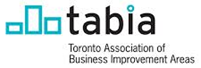 tabia
Toronto Association of
Business Improvement Areas